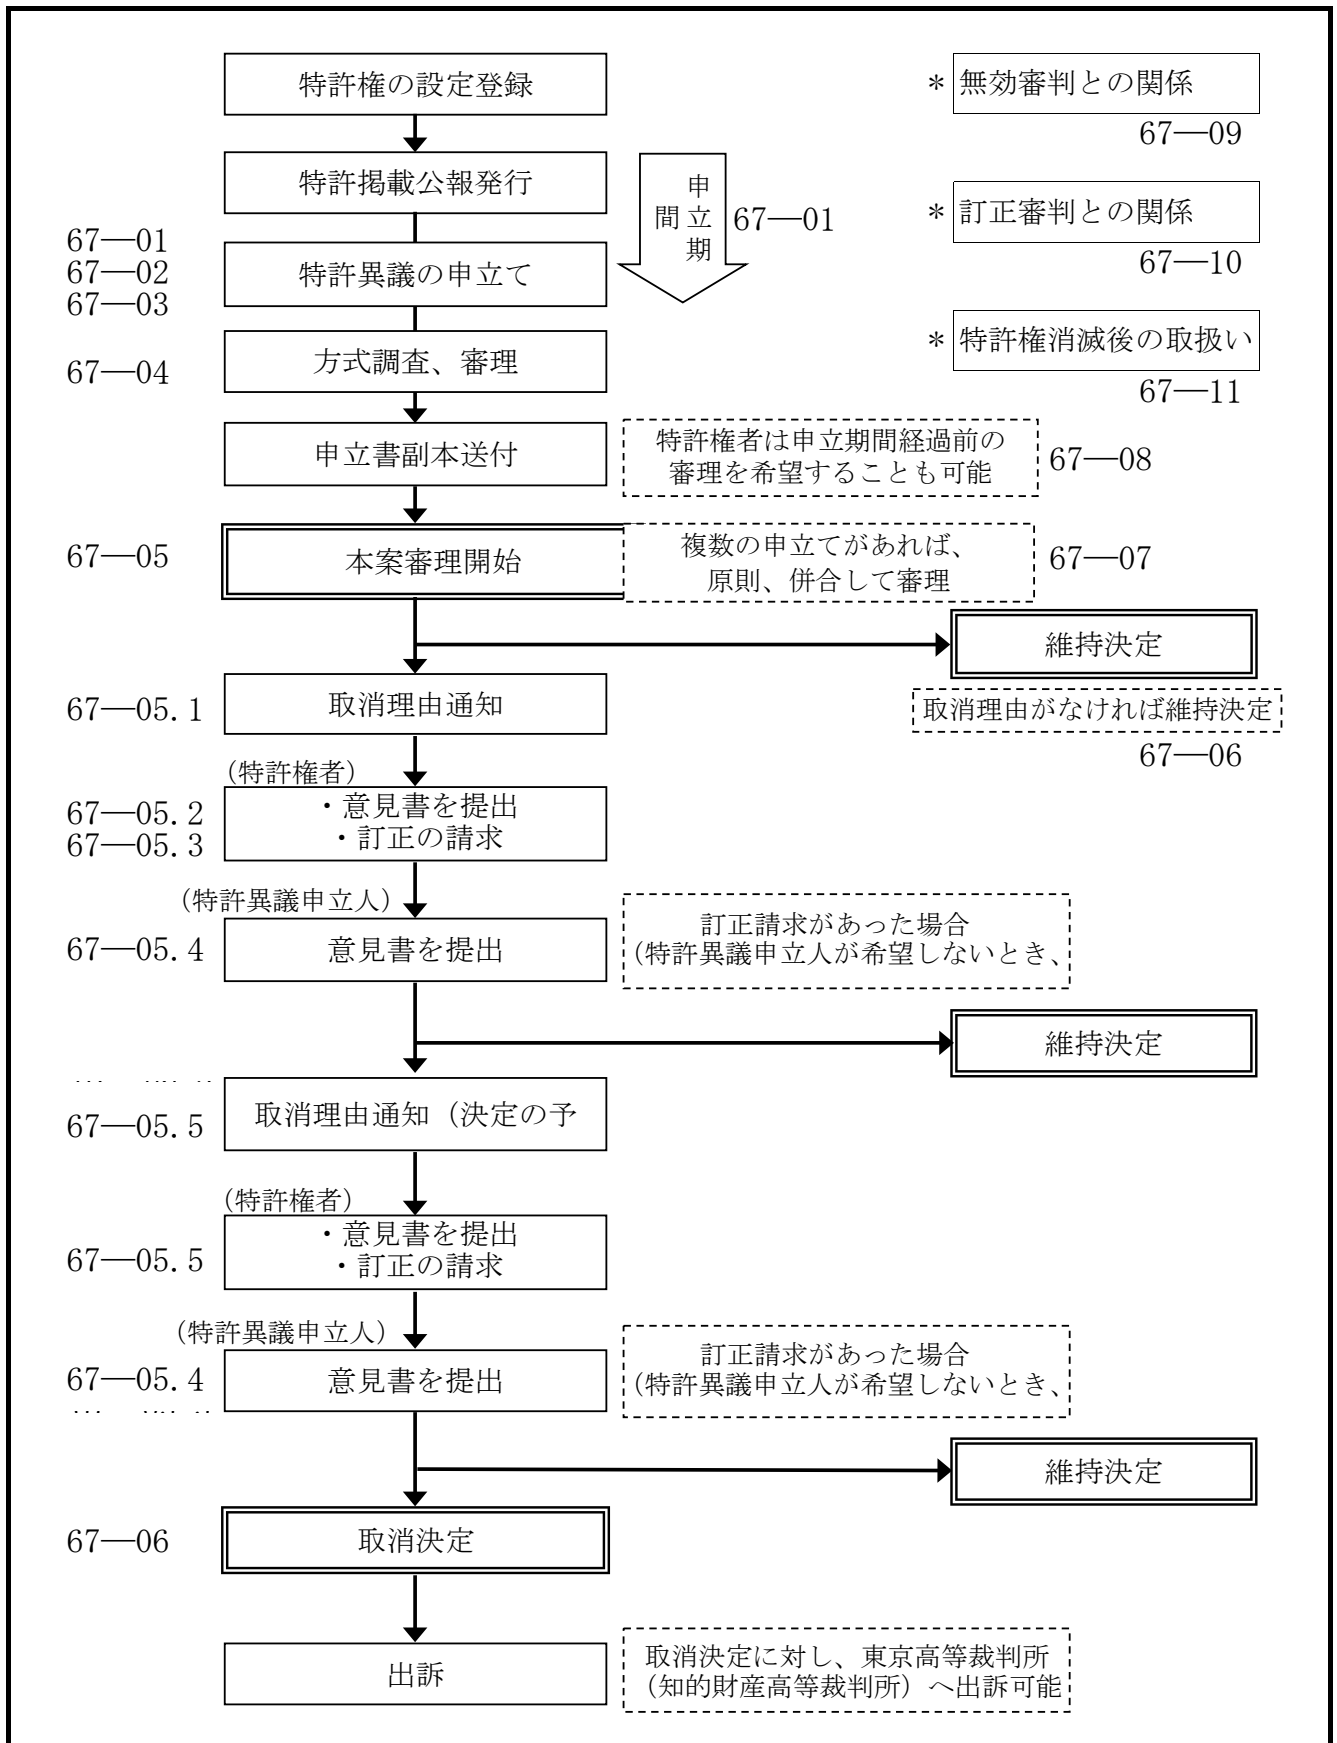 特許権の設定登録
＊ 無効審判との関係
67―09
特許掲載公報発行
申立期間
67―01
＊ 訂正審判との関係
67―10
67―01
67―02
67―03
特許異議の申立て
＊ 特許権消滅後の取扱い
67―11
67―04
方式調査、審理
申立書副本送付
特許権者は申立期間経過前の
審理を希望することも可能
67―08
67―05
本案審理開始
複数の申立てがあれば、
原則、併合して審理
67―07
維持決定
67―05.1
取消理由通知
取消理由がなければ維持決定
67―06
（特許権者）
67―05.2
67―05.3
・意見書を提出
・訂正の請求
（特許異議申立人）
67―05.4
意見書を提出
訂正請求があった場合
（特許異議申立人が希望しないとき、
維持決定
67―05.5
取消理由通知（決定の予
（特許権者）
67―05.5
・意見書を提出
・訂正の請求
（特許異議申立人）
67―05.4
意見書を提出
訂正請求があった場合
（特許異議申立人が希望しないとき、
維持決定
67―06
取消決定
出訴
取消決定に対し、東京高等裁判所
（知的財産高等裁判所）へ出訴可能